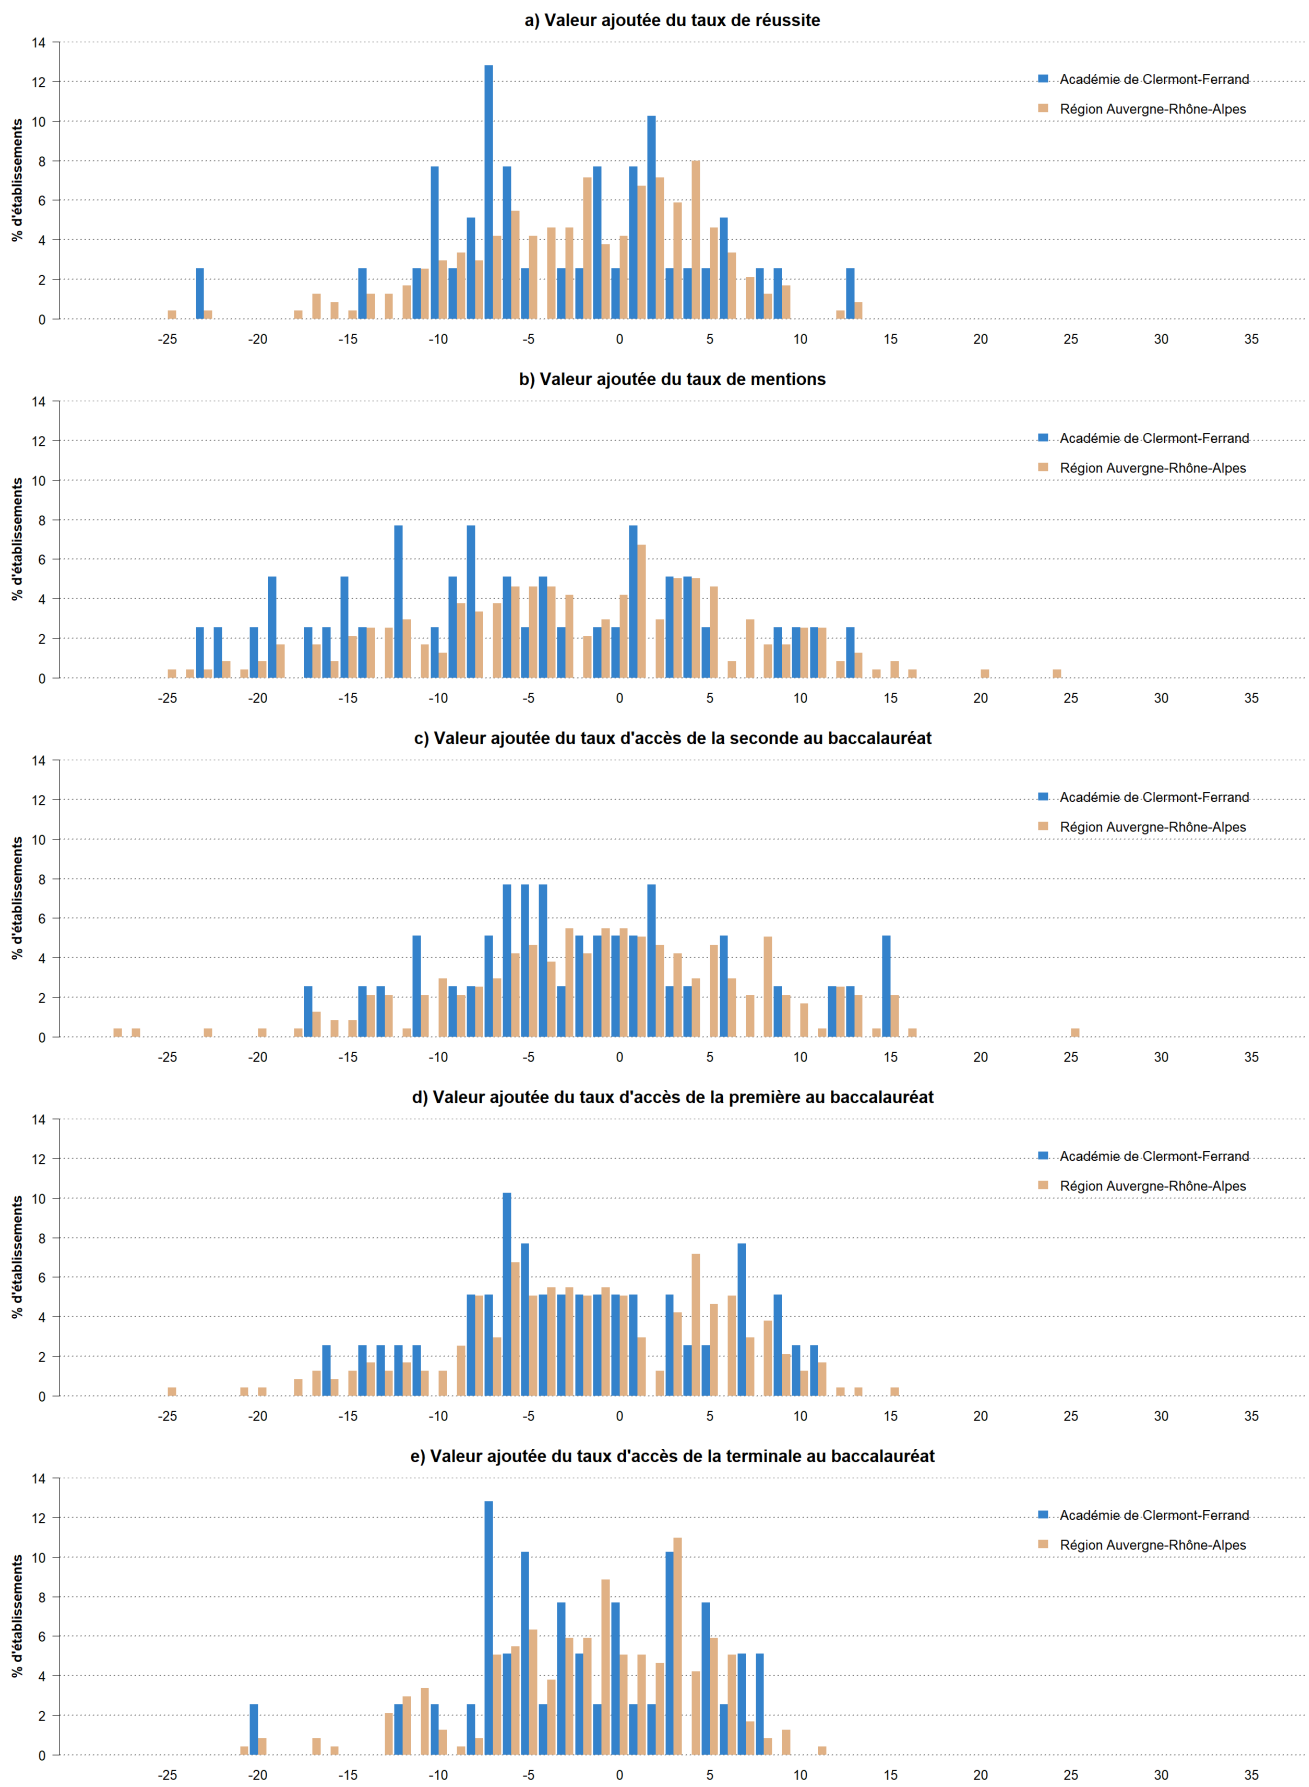 a) Valeur ajoutée du taux de réussite
% d'établissements
14
12
10
8
6
4
2
0
Académie de Clermont-Ferrand
Région Auvergne-Rhône-Alpes
-25 -20 -15 -10 -5 0 5 10 15 20 25 30 35
b) Valeur ajoutée du taux de mentions
% d'établissements
14
12
10
8
6
4
2
0
Académie de Clermont-Ferrand
Région Auvergne-Rhône-Alpes
-25 -20 -15 -10 -5 0 5 10 15 20 25 30 35
c) Valeur ajoutée du taux d'accès de la seconde au baccalauréat
% d'établissements
14
12
10
8
6
4
2
0
Académie de Clermont-Ferrand
Région Auvergne-Rhône-Alpes
-25 -20 -15 -10 -5 0 5 10 15 20 25 30 35
d) Valeur ajoutée du taux d'accès de la première au baccalauréat
% d'établissements
14
12
10
8
6
4
2
0
Académie de Clermont-Ferrand
Région Auvergne-Rhône-Alpes
-25 -20 -15 -10 -5 0 5 10 15 20 25 30 35
e) Valeur ajoutée du taux d'accès de la terminale au baccalauréat
% d'établissements
14
12
10
8
6
4
2
0
Académie de Clermont-Ferrand
Région Auvergne-Rhône-Alpes
-25 -20 -15 -10 -5 0 5 10 15 20 25 30 35